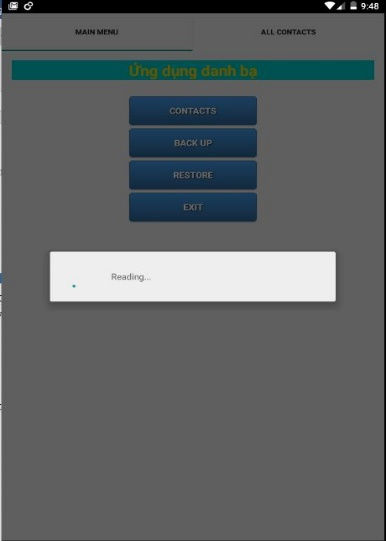 9:48
MAIN MENU
ALL CONTACTS
Ứng dụng danh bạ
CONTACTS
BACK UP
RESTORE
EXIT
Reading...